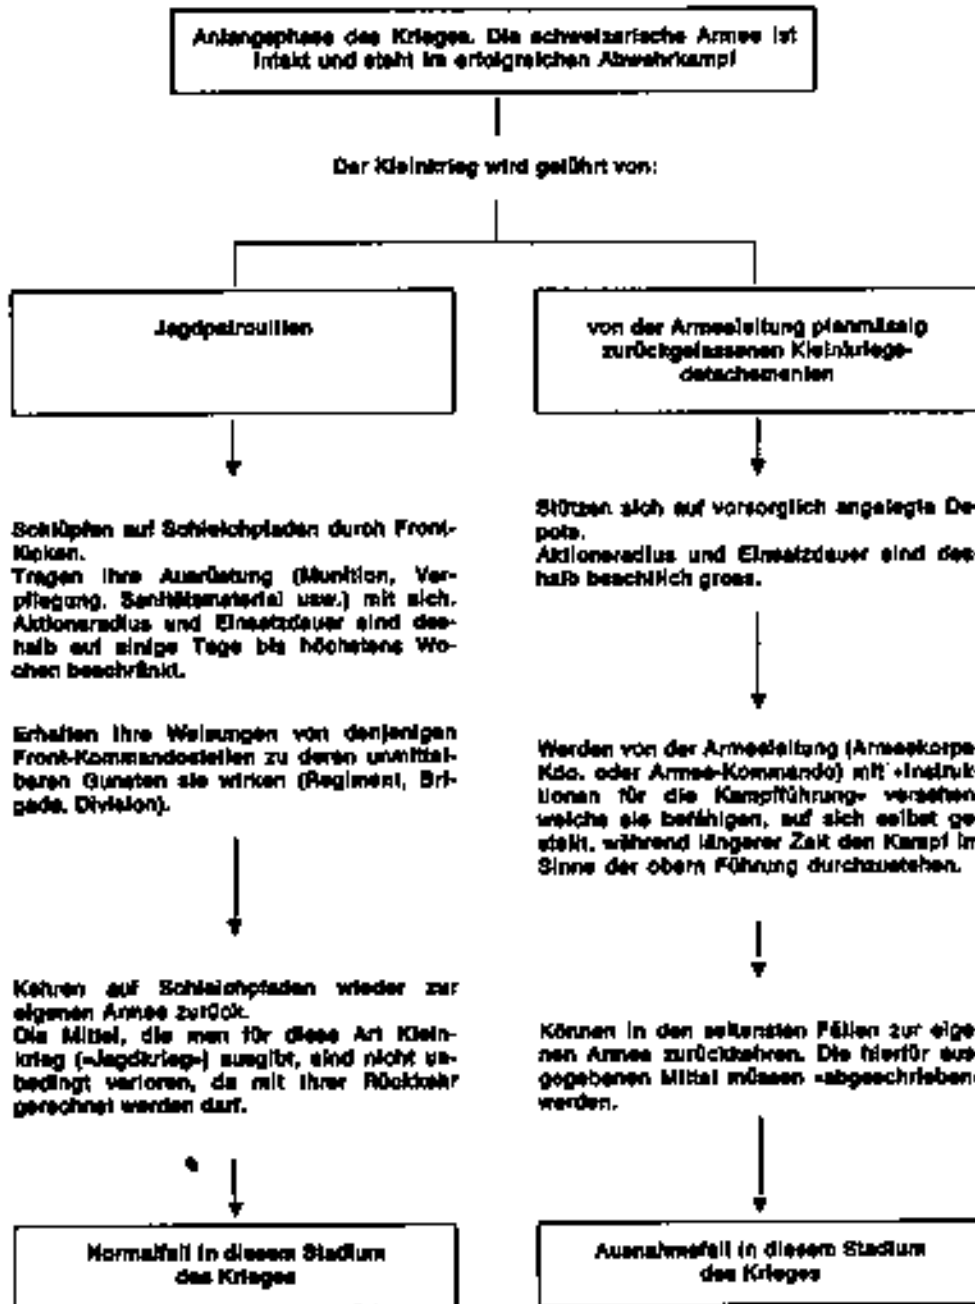 Anfangsphase des Krieges. Die schweizerische Armee ist
intakt und steht im erfolgreichen Abwehrkampf
Der Kleinkrieg wird geführt von:
Jagdpatrouillen
Schlüpfen auf Schleichpfaden durch Front-
lücken.
Tragen ihre Ausrüstung (Munition, Ver-
pflegung, Sanitätsmaterial usw.) mit sich.
Aktionsradius und Einsatzdauer sind des-
halb auf einige Tage bis höchstens Wo-
chen beschränkt.
Erhalten ihre Weisungen von denjenigen
Front-Kommandostellen zu deren unmittel-
baren Gunsten sie wirken (Regiment, Bri-
gade, Division).
Kehren auf Schleichpfaden wieder zur
eigenen Armee zurück.
Die Mittel, die man für diese Art Klein-
krieg («Jagdkrieg») ausgibt, sind nicht un-
bedingt verloren, da mit ihrer Rückkehr
gerechnet werden darf.
Normalfall in diesem Stadium
des Krieges
von der Armeeleitung planmässig
zurückgelassenen Kleinkriegs-
detachementen
Stützen sich auf vorsorglich angelegte De-
pots.
Aktionsradius und Einsatzdauer sind des-
halb beachtlich gross.
Werden von der Armeeleitung (Armeekorps-
Kdo. oder Armee-Kommando) mit «Instruk-
tionen für die Kampfführung» versehen,
welche sie befähigen, auf sich selbst ge-
stellt, während längerer Zeit den Kampf im
Sinne der obern Führung durchzustehen.
Können in den seltensten Fällen zur eige-
nen Armee zurückkehren. Die hierfür aus-
gegebenen Mittel müssen «abgeschrieben»
werden.
Ausnahmefall in diesem Stadium
des Krieges